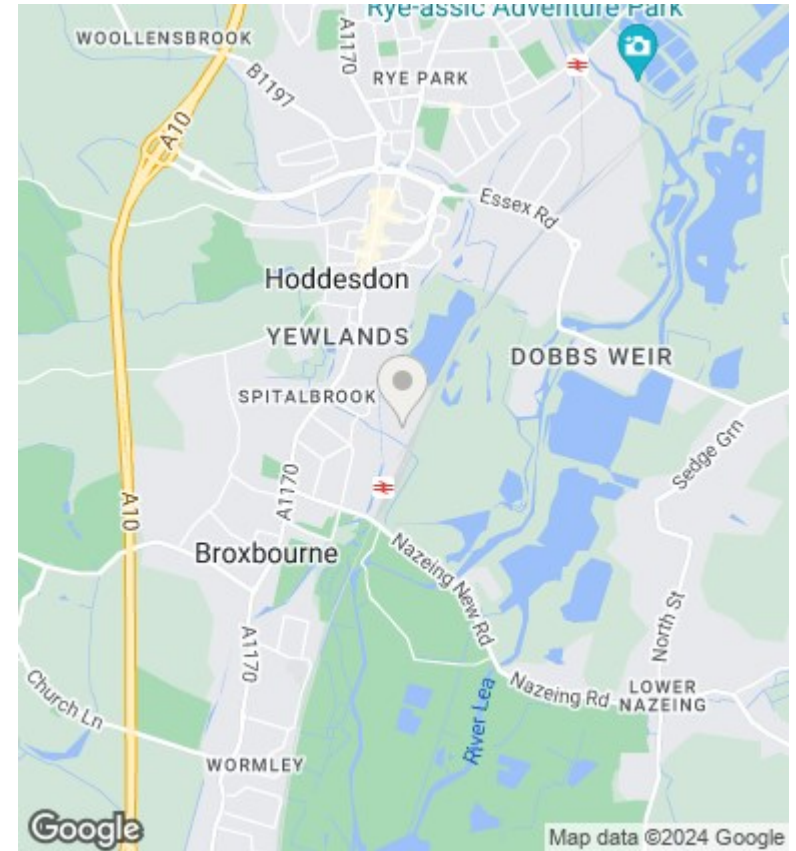 Rye-assic Adventure Park
WOOLLENSBROOK
A1170
RYE PARK
B1197
A10
Essex Rd
Hoddesdon
YEWLANDS
DOBBS WEIR
SPITALBROOK
Sedge Grn
A1170
A10
Broxbourne
Nazeing New Rd
North St
A1170
Church Ln
Nazeing Rd
LOWER
NAZEING
River Lea
WORMLEY
Google
Map data ©2024 Google